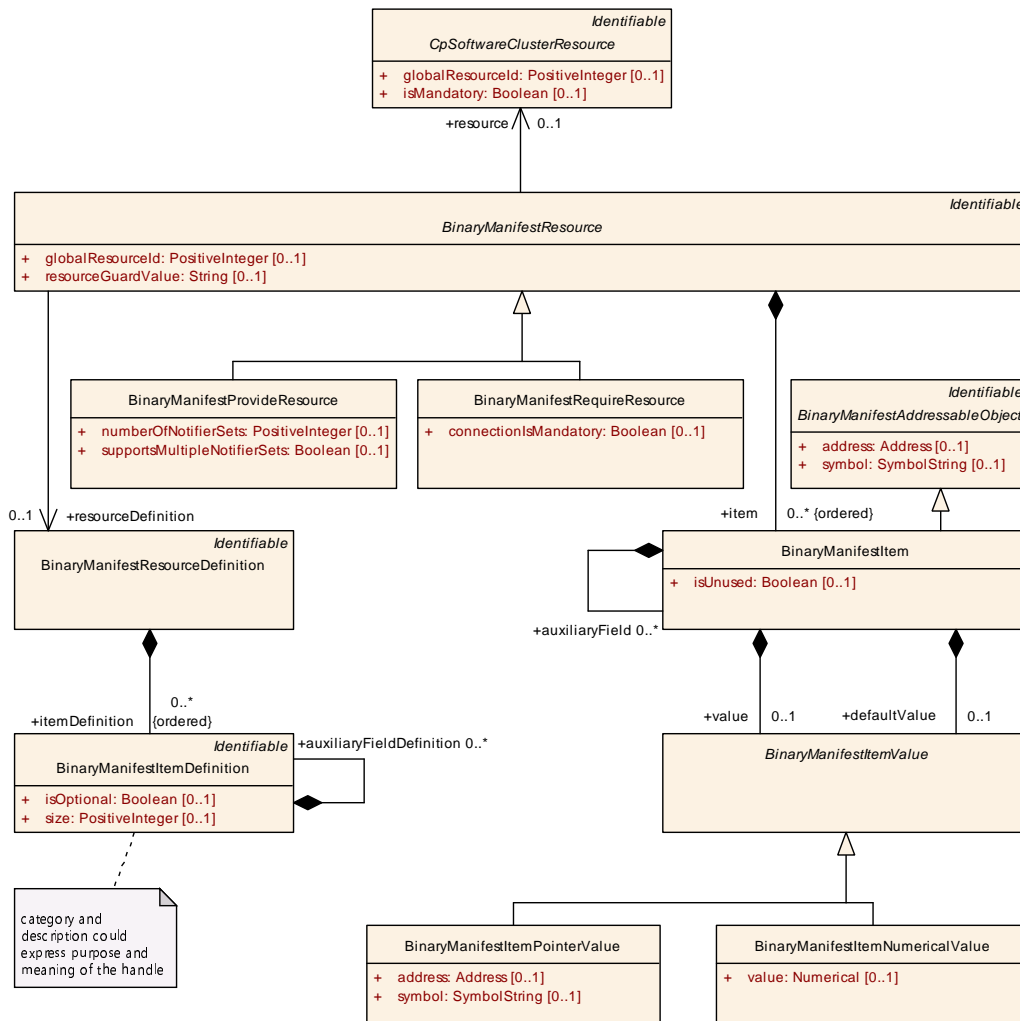 Identifiable
CpSoftwareClusterResource
+ globalResourceId: PositiveInteger [0..1]
+ isMandatory: Boolean [0..1]
+resource 0..1
Identifiable
BinaryManifestResource
+ globalResourceId: PositiveInteger [0..1]
+ resourceGuardValue: String [0..1]
BinaryManifestProvideResource
+ numberOfNotifierSets: PositiveInteger [0..1]
+ supportsMultipleNotifierSets: Boolean [0..1]
BinaryManifestRequireResource
+ connectionIsMandatory: Boolean [0..1]
Identifiable
BinaryManifestAddressableObject
+ address: Address [0..1]
+ symbol: SymbolString [0..1]
0..1 +resourceDefinition
+item 0..* {ordered}
Identifiable
BinaryManifestResourceDefinition
BinaryManifestItem
+ isUnused: Boolean [0..1]
+auxiliaryField 0..*
0..*
+itemDefinition {ordered}
+value 0..1
+defaultValue 0..1
Identifiable
BinaryManifestItemDefinition
+ isOptional: Boolean [0..1]
+ size: PositiveInteger [0..1]
+auxiliaryFieldDefinition 0..*
BinaryManifestItemValue
category and
description could
express purpose and
meaning of the handle
BinaryManifestItemPointerValue
+ address: Address [0..1]
+ symbol: SymbolString [0..1]
BinaryManifestItemNumericalValue
+ value: Numerical [0..1]